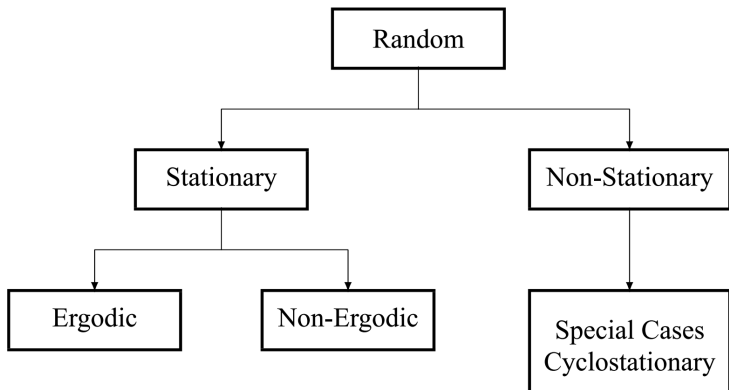 Random
Stationary
Non-Stationary
Ergodic
Non-Ergodic
Special Cases
Cyclostationary